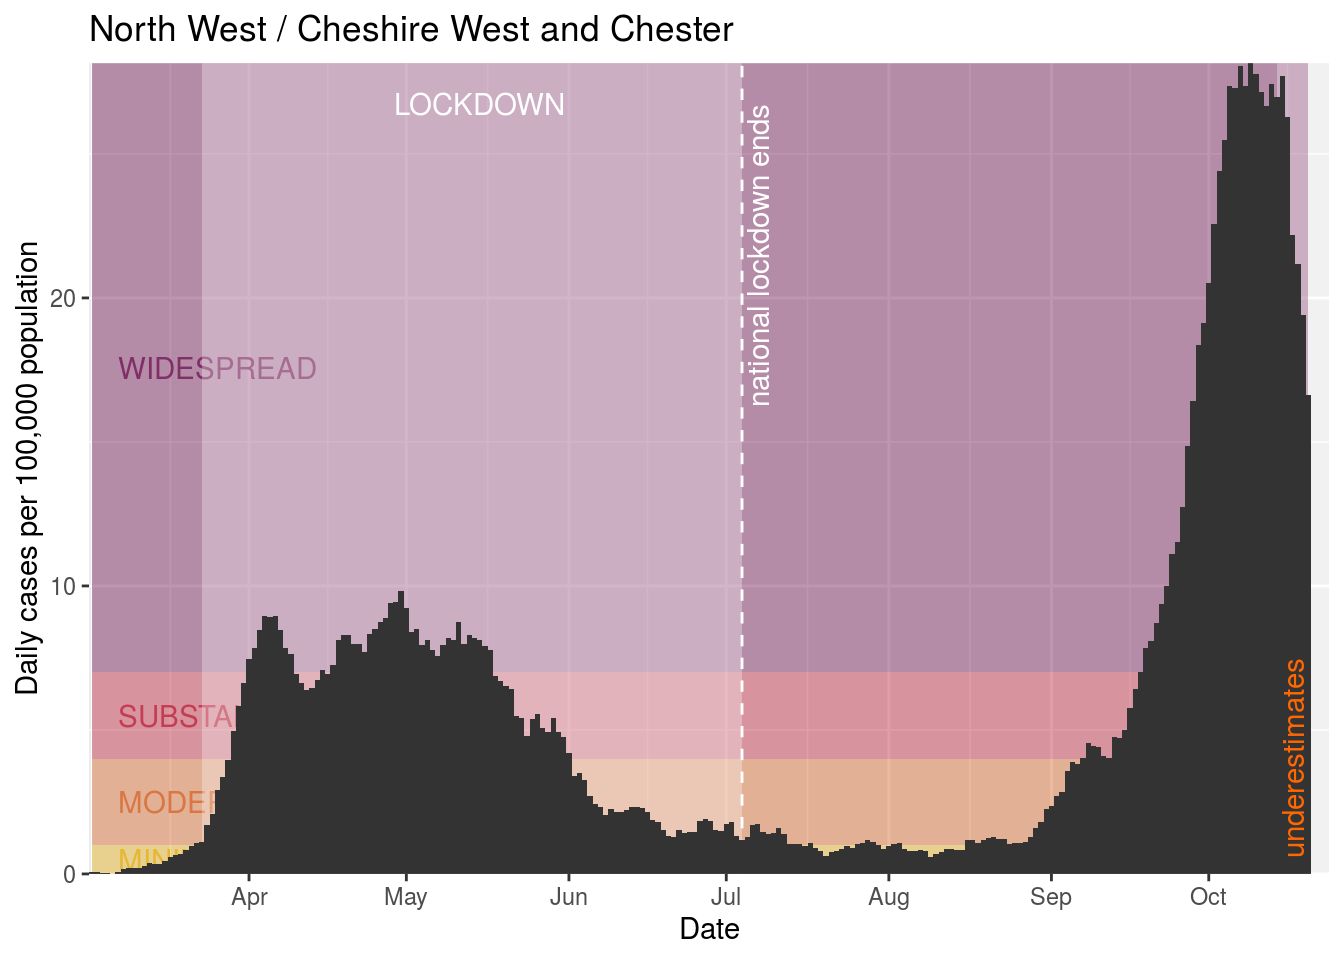 North West / Cheshire West and Chester
LOCKDOWN
national lockdown ends
WIDESPREAD
SUBSTA
MODE
MIN
underestimates
Daily cases per 100,000 population
20
10
0
Apr
May
Jun
Jul
Aug
Sep
Oct
Date